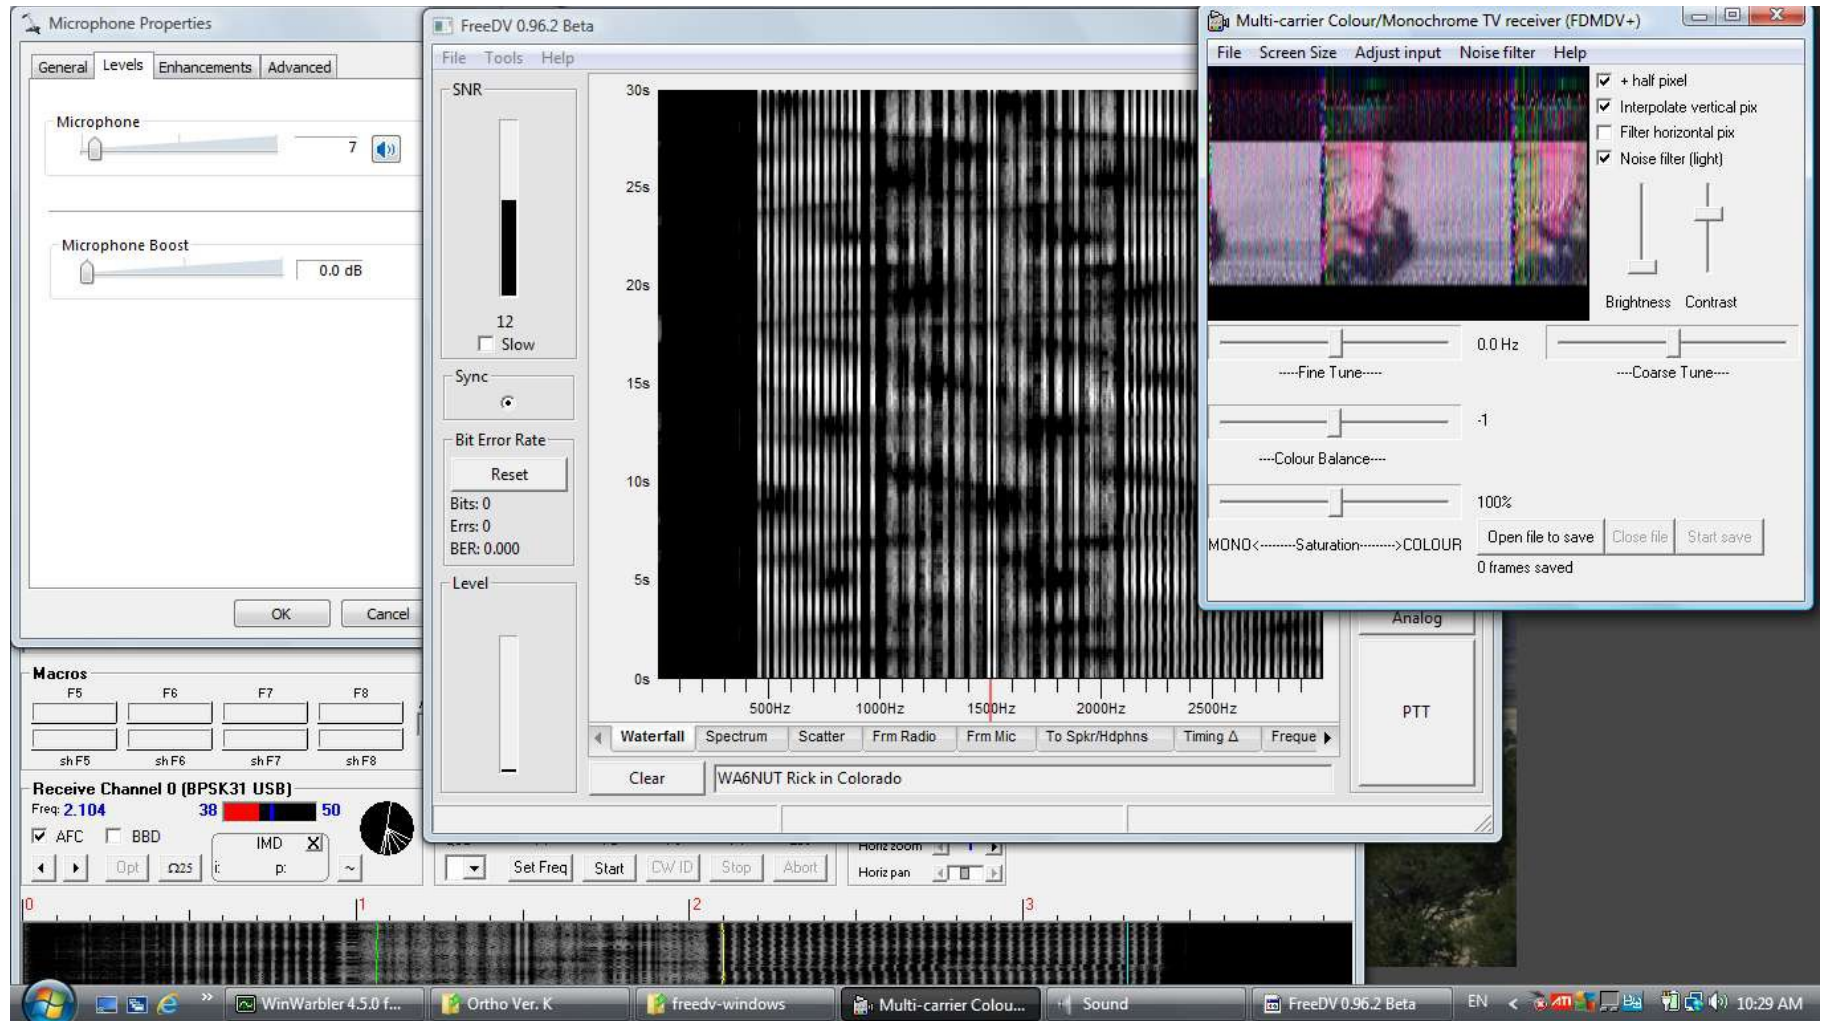 Microphone Properties
General Levels Enhancements Advanced
Microphone
7
Microphone Boost
0.0 dB
OK Cancel
FreeDV 0.96.2 Beta
File Tools Help
SNR
12
Slow
Sync
Bit Error Rate
Reset
Bits: 0
Errs: 0
BER: 0.000
Level
30s
25s
20s
15s
10s
5s
0s
500Hz 1000Hz 1500Hz 2000Hz 2500Hz
Waterfall Spectrum Scatter Frm Radio Frm Mic To Spkr/Hdphns Timing Δ Freque
Clear WA6NUT Rick in Colorado
Analog
PTT
Multi-carrier Colour/Monochrome TV receiver (FDMDV+)
File Screen Size Adjust input Noise filter Help
+ half pixel
Interpolate vertical pix
Filter horizontal pix
Noise filter (light)
Brightness Contrast
0.0 Hz
-----Fine Tune----- ----Coarse Tune----
-1
----Colour Balance----
100%
MONO<--------Saturation-------->COLOUR
Open file to save Close file Start save
0 frames saved
Macros
F5 F6 F7 F8
sh F5 sh F6 sh F7 sh F8
Receive Channel 0 (BPSK31 USB)
Freq: 2.104 38 50
AFC BBD IMD X
Opt Ω25 i: p: ~
Set Freq Start CW ID Stop Abort
Horiz zoom
Horiz pan
0 1 2 3
WinWarbler 4.5.0 f... Ortho Ver. K freedv-windows Multi-carrier Colou... Sound FreeDV 0.96.2 Beta EN ATI 10:29 AM